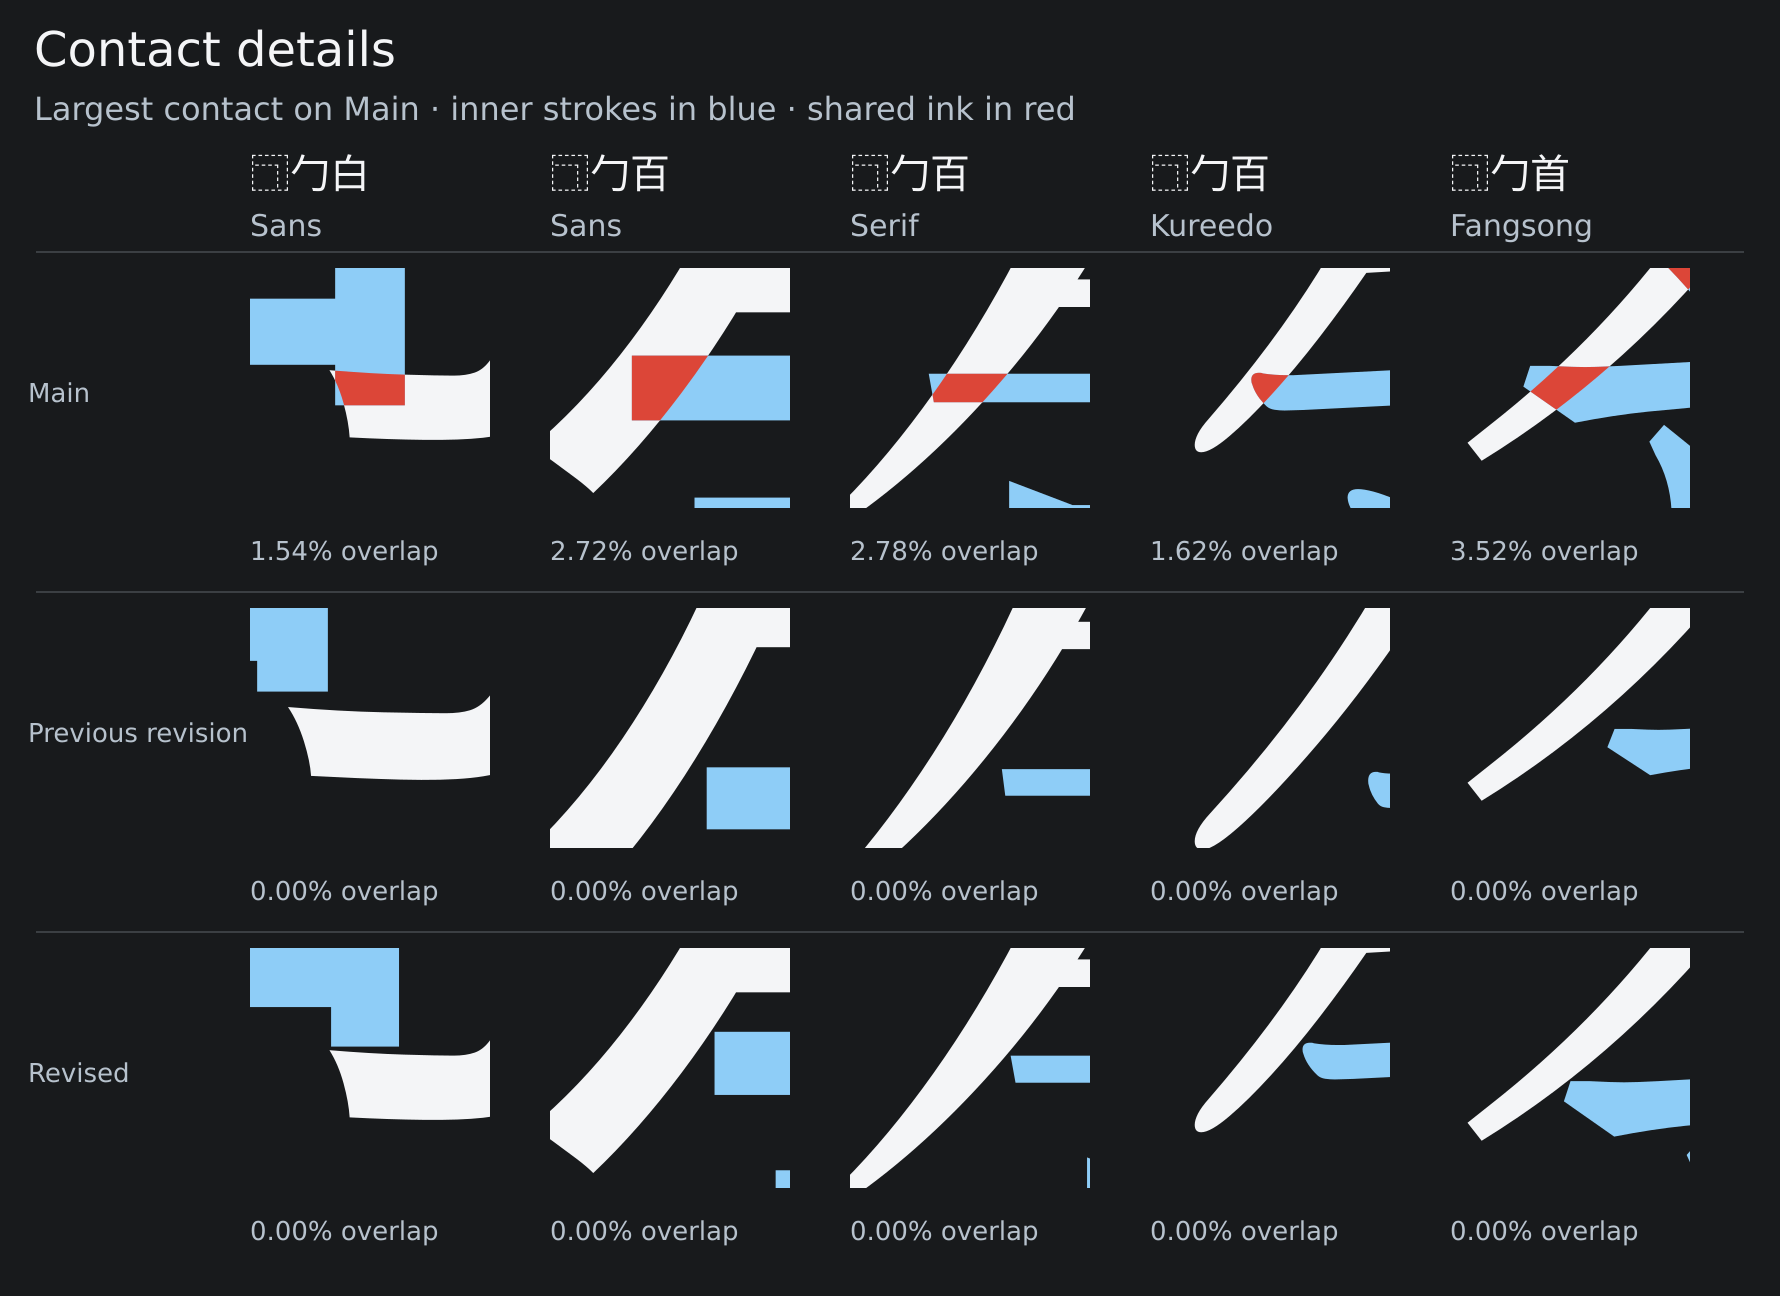 Contact details
Largest contact on Main · inner strokes in blue · shared ink in red
⿹勹白 ⿹勹百 ⿹勹百 ⿹勹百 ⿹勹首
Sans Sans Serif Kureedo Fangsong
Main
1.54% overlap 2.72% overlap 2.78% overlap 1.62% overlap 3.52% overlap
Previous revision
0.00% overlap 0.00% overlap 0.00% overlap 0.00% overlap 0.00% overlap
Revised
0.00% overlap 0.00% overlap 0.00% overlap 0.00% overlap 0.00% overlap